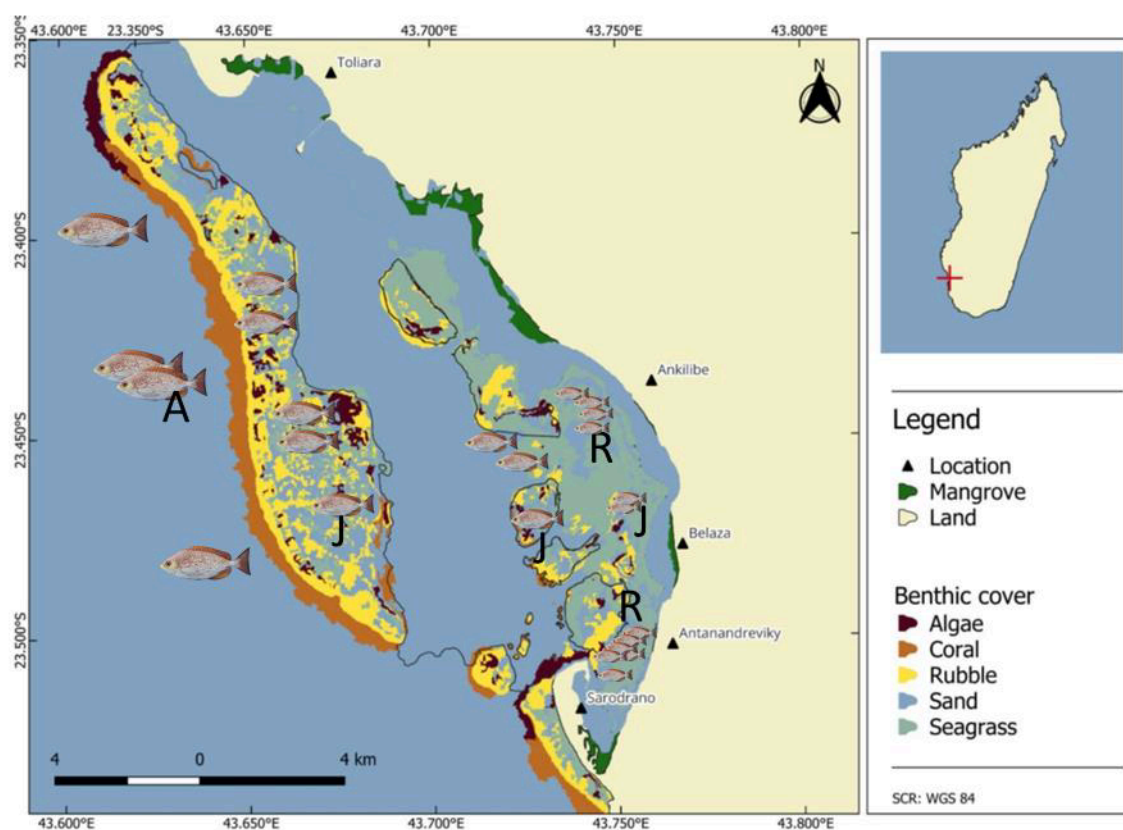 43.600°E 23.350°S 43.650°E 43.700°E 43.750°E 43.800°E
23.350°S
Toliara
N
23.400°S
Ankilibe
A
23.450°S
R
J
J
J
Belaza
R
Antanandreviky
23.500°S
Sarodrano
4 0 4 km
43.600°E 43.650°E 43.700°E 43.750°E 43.800°E
Legend
Location
Mangrove
Land
Benthic cover
Algae
Coral
Rubble
Sand
Seagrass
SCR: WGS 84